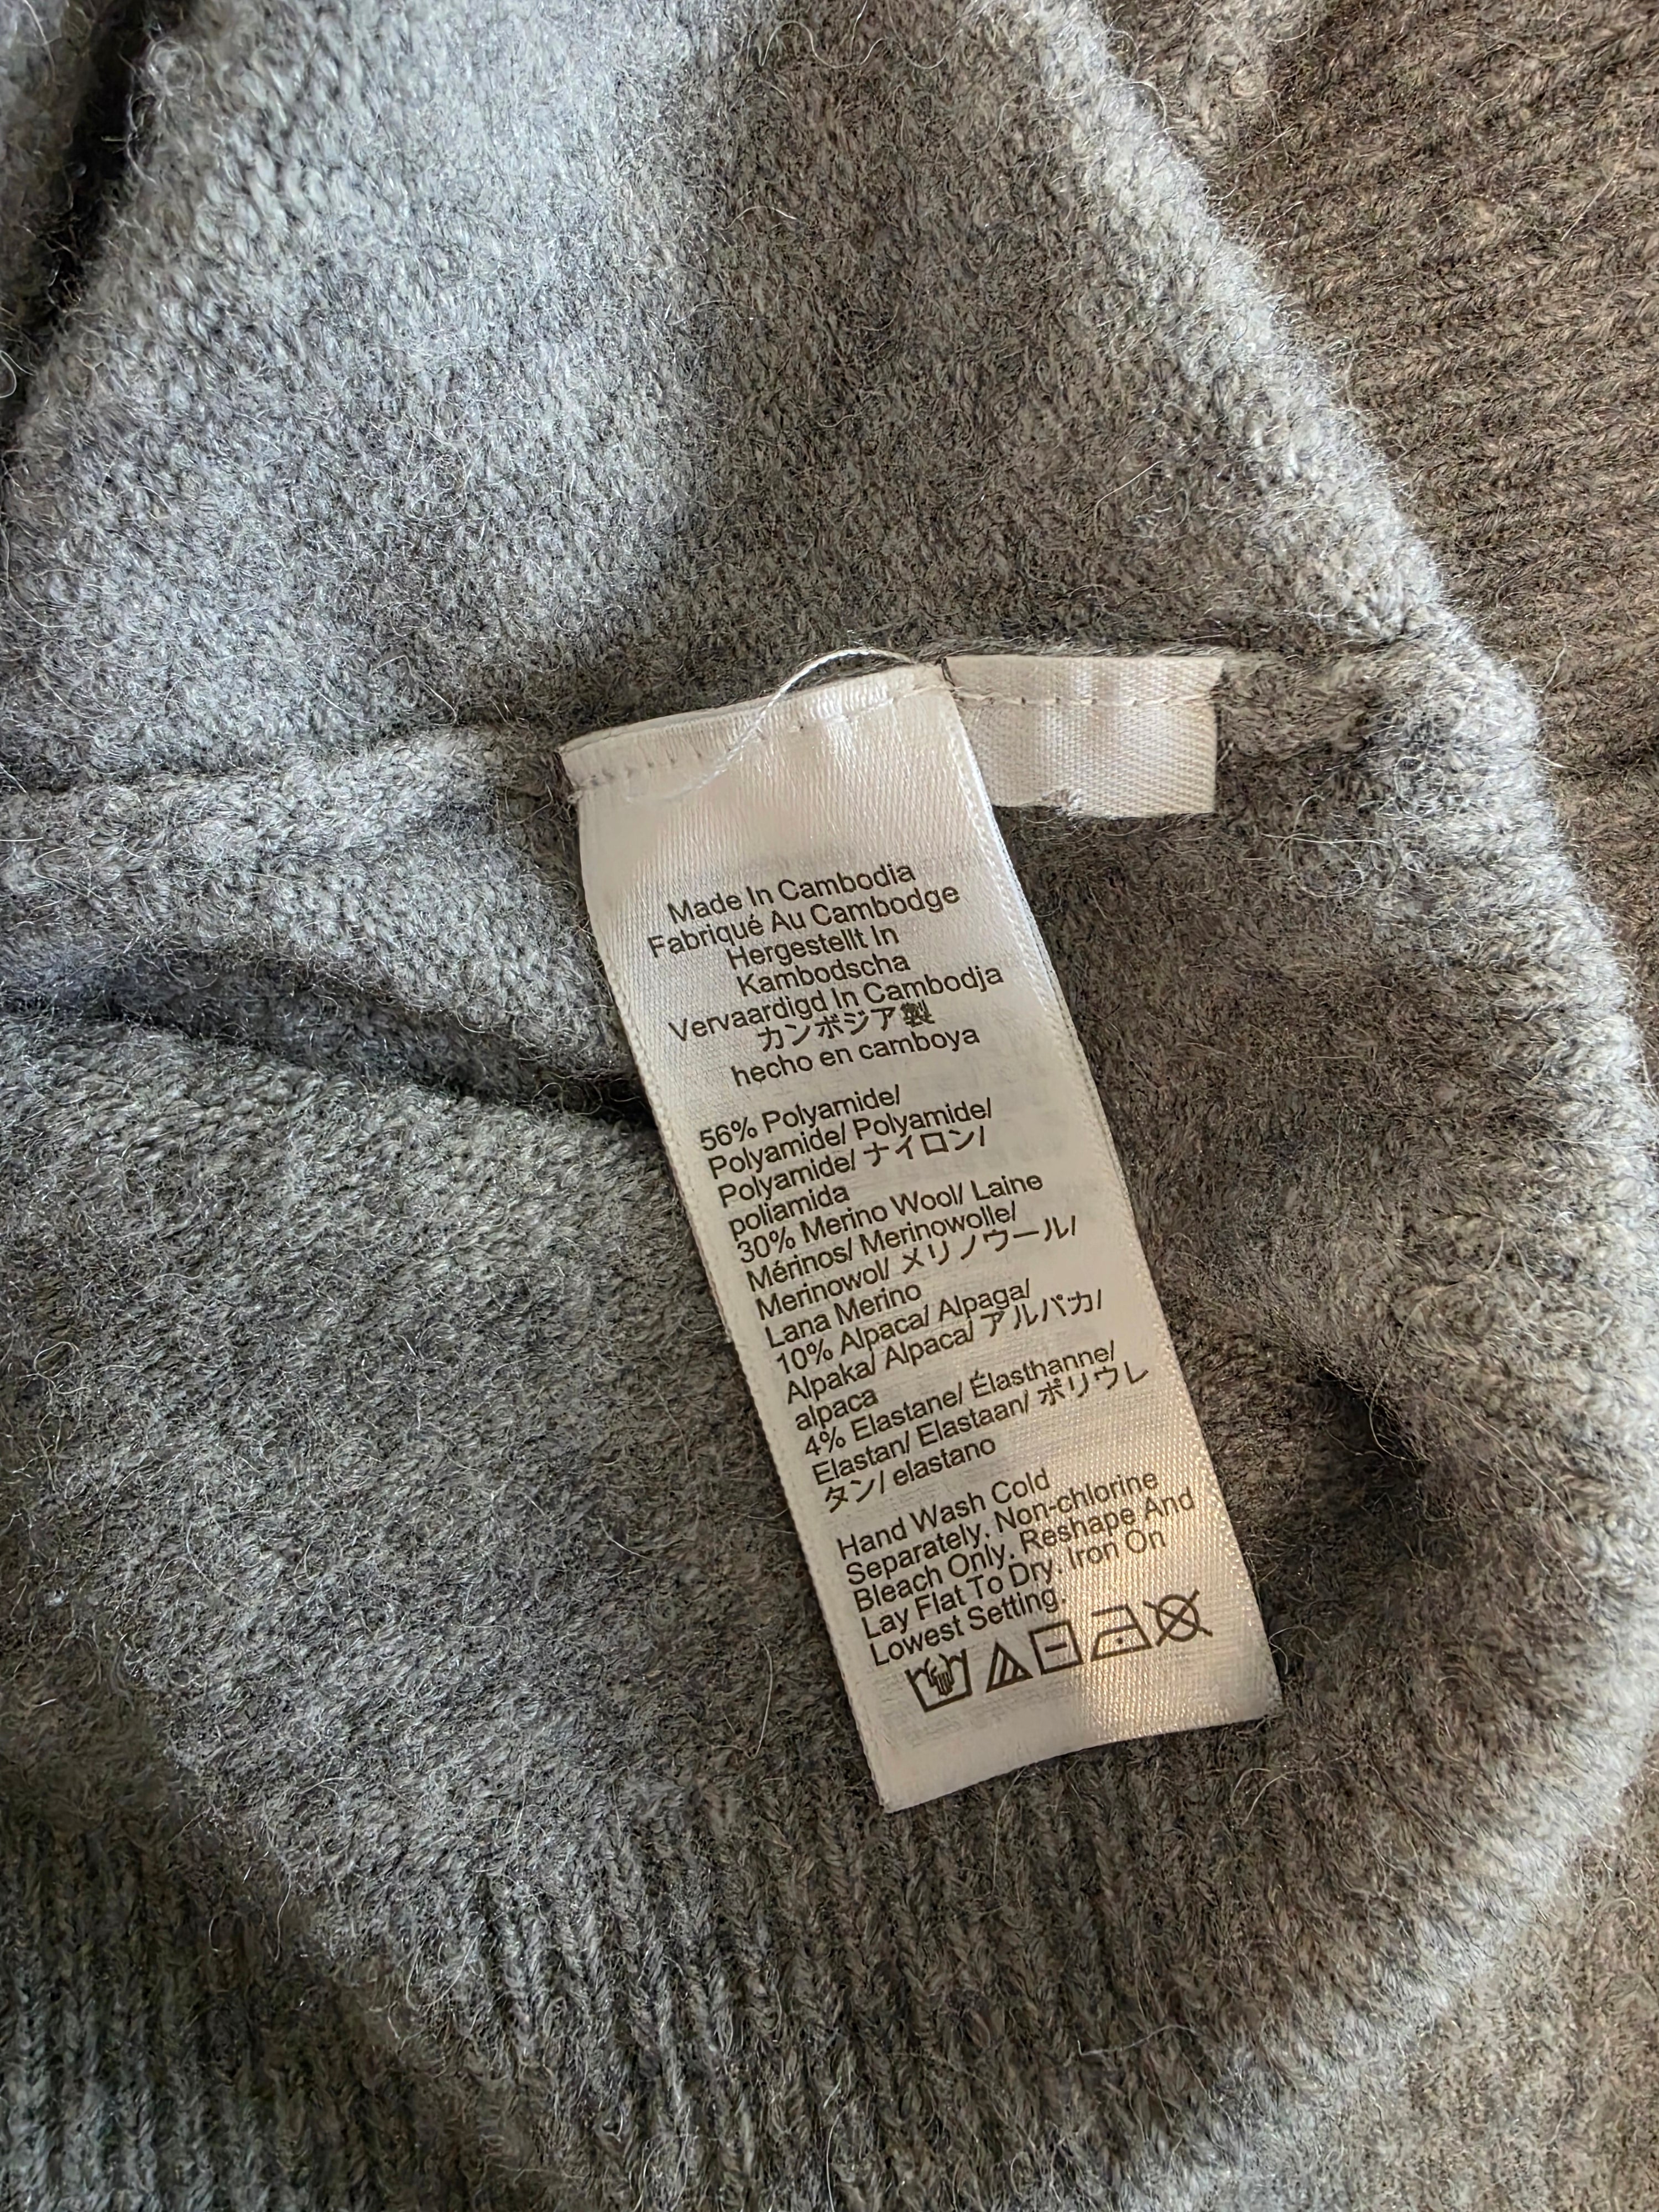 Made In Cambodia
Fabriqué Au Cambodge
Hergestellt In
Kambodscha
Vervaardigd In Cambodja
カンボジア製
hecho en camboya
56% Polyamide/
Polyamide/ Polyamide/
Polyamide/ ナイロン/
poliamida
30% Merino Wool/ Laine
Mérinos/ Merinowolle/
Merinowol/ メリノウール/
Lana Merino
10% Alpaca/ Alpaga/
Alpaka/ Alpaca/ アルパカ/
alpaca
4% Elastane/ Élasthanne/
Elastan/ Elastaan/ ポリウレ
タン/ elastano
Hand Wash Cold
Separately. Non-chlorine
Bleach Only. Reshape And
Lay Flat To Dry. Iron On
Lowest Setting.